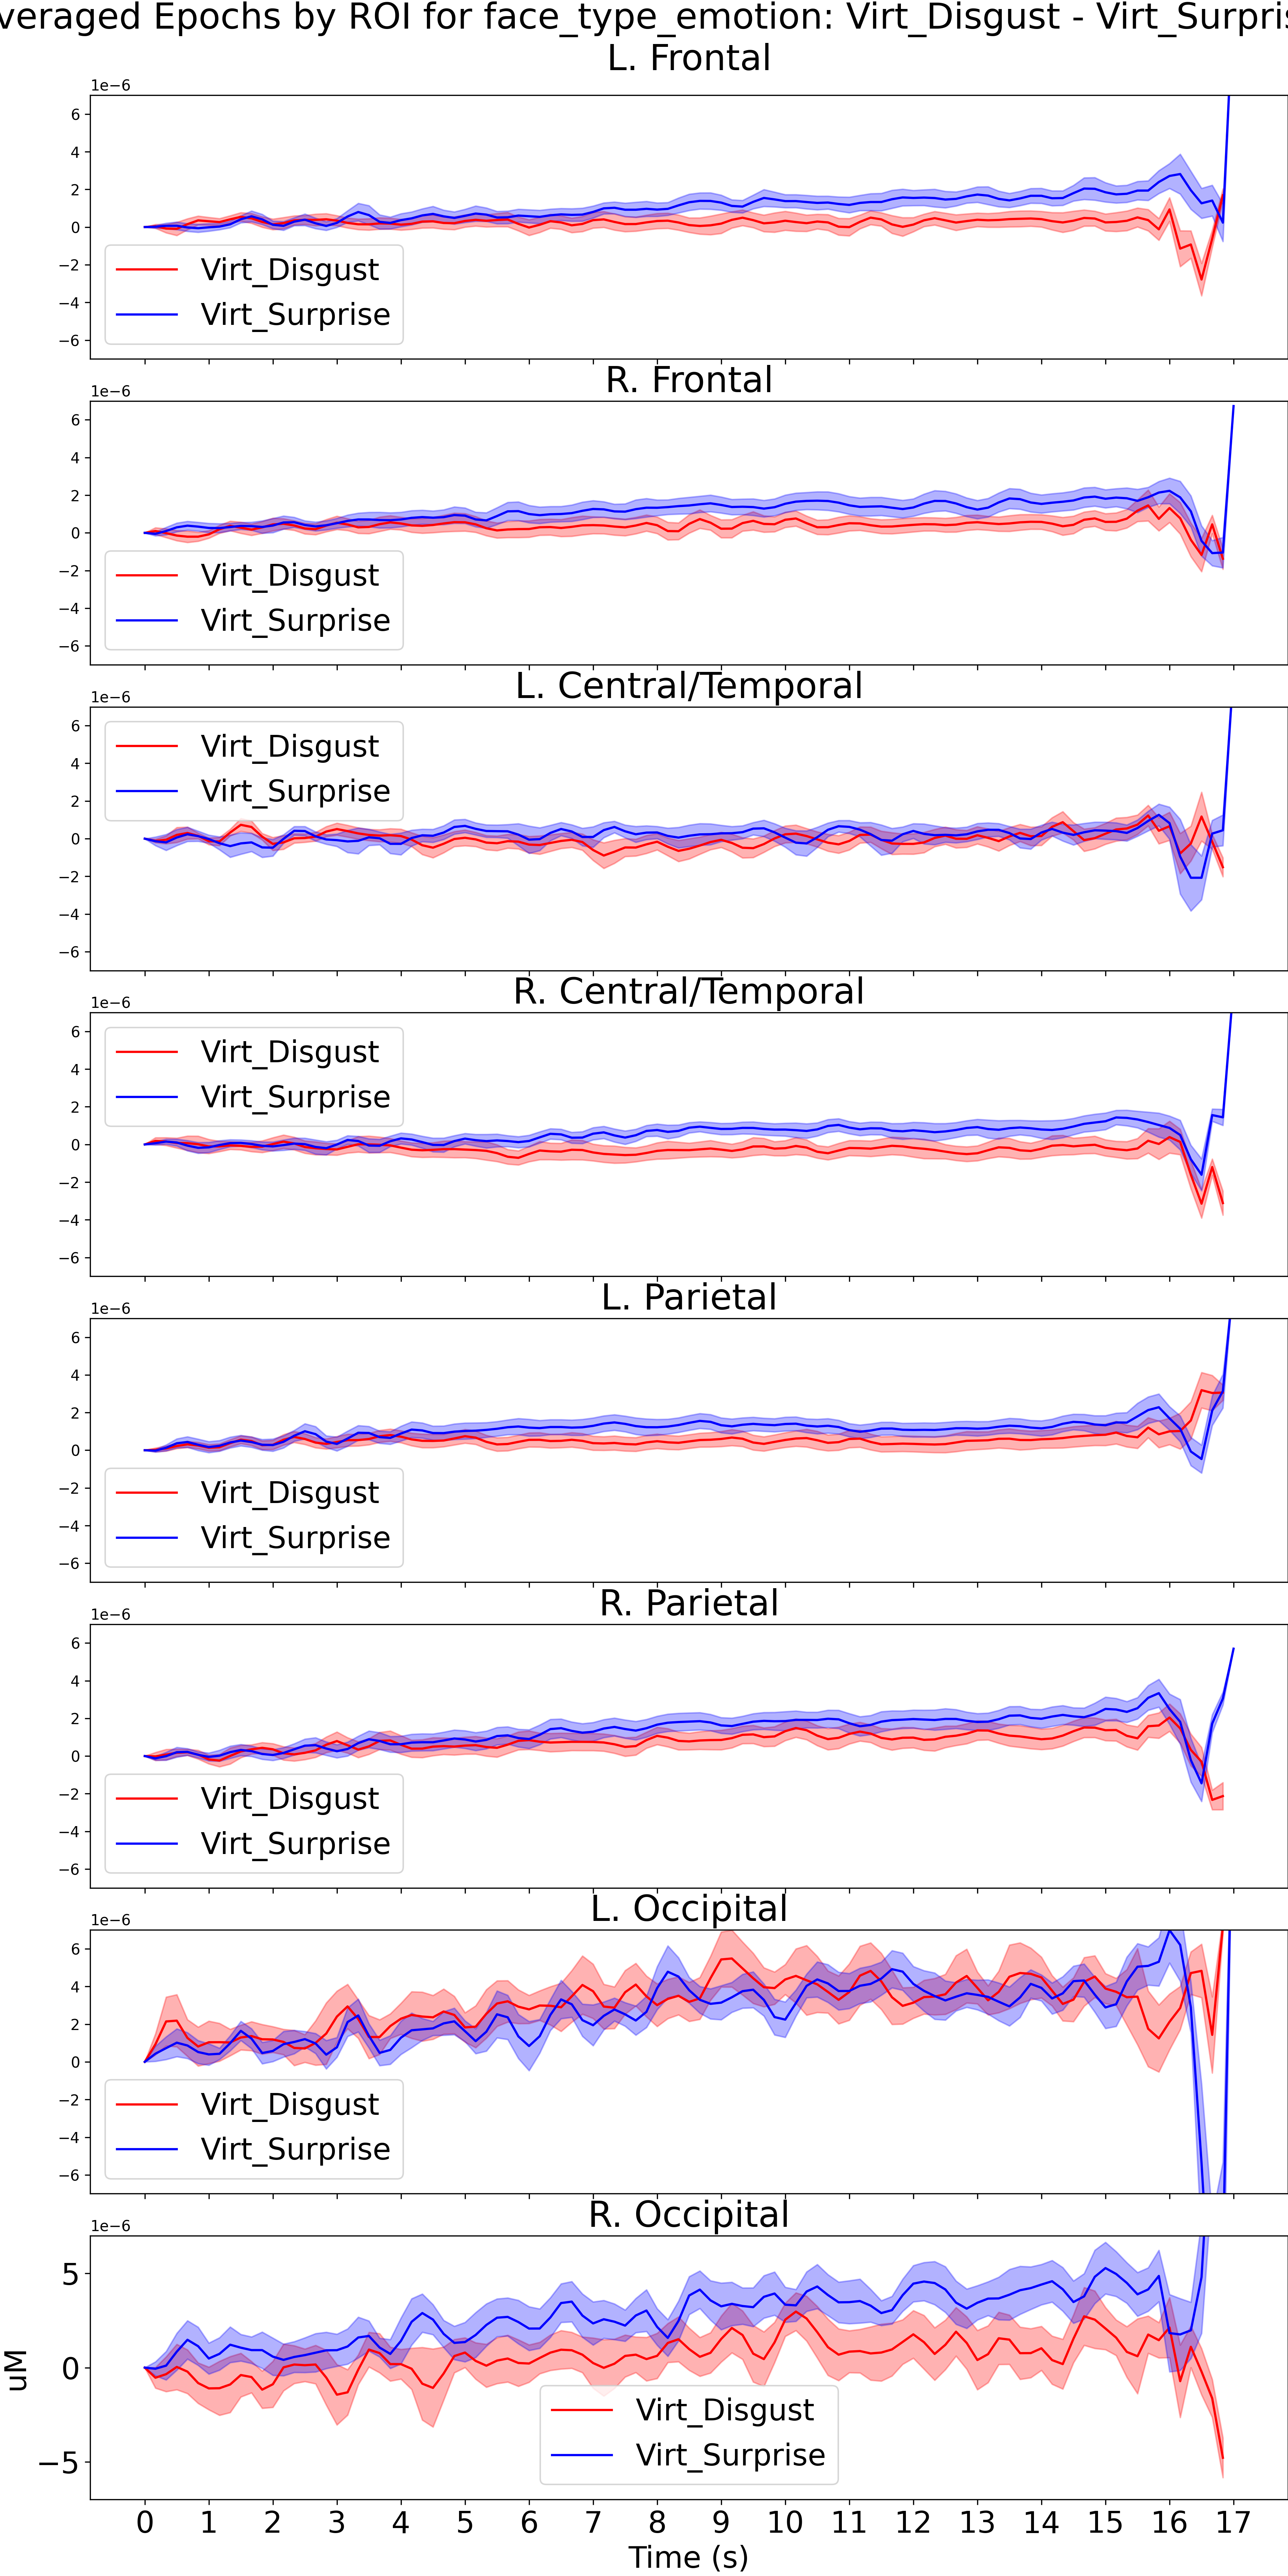 veraged Epochs by ROI for face_type_emotion: Virt_Disgust - Virt_Surpris
L. Frontal
1e−6
6
4
2
0
−2
−4
−6
Virt_Disgust
Virt_Surprise
R. Frontal
1e−6
6
4
2
0
−2
−4
−6
Virt_Disgust
Virt_Surprise
L. Central/Temporal
1e−6
6
4
2
0
−2
−4
−6
Virt_Disgust
Virt_Surprise
R. Central/Temporal
1e−6
6
4
2
0
−2
−4
−6
Virt_Disgust
Virt_Surprise
L. Parietal
1e−6
6
4
2
0
−2
−4
−6
Virt_Disgust
Virt_Surprise
R. Parietal
1e−6
6
4
2
0
−2
−4
−6
Virt_Disgust
Virt_Surprise
L. Occipital
1e−6
6
4
2
0
−2
−4
−6
Virt_Disgust
Virt_Surprise
R. Occipital
1e−6
5
0
−5
uM
Virt_Disgust
Virt_Surprise
0 1 2 3 4 5 6 7 8 9 10 11 12 13 14 15 16 17
Time (s)